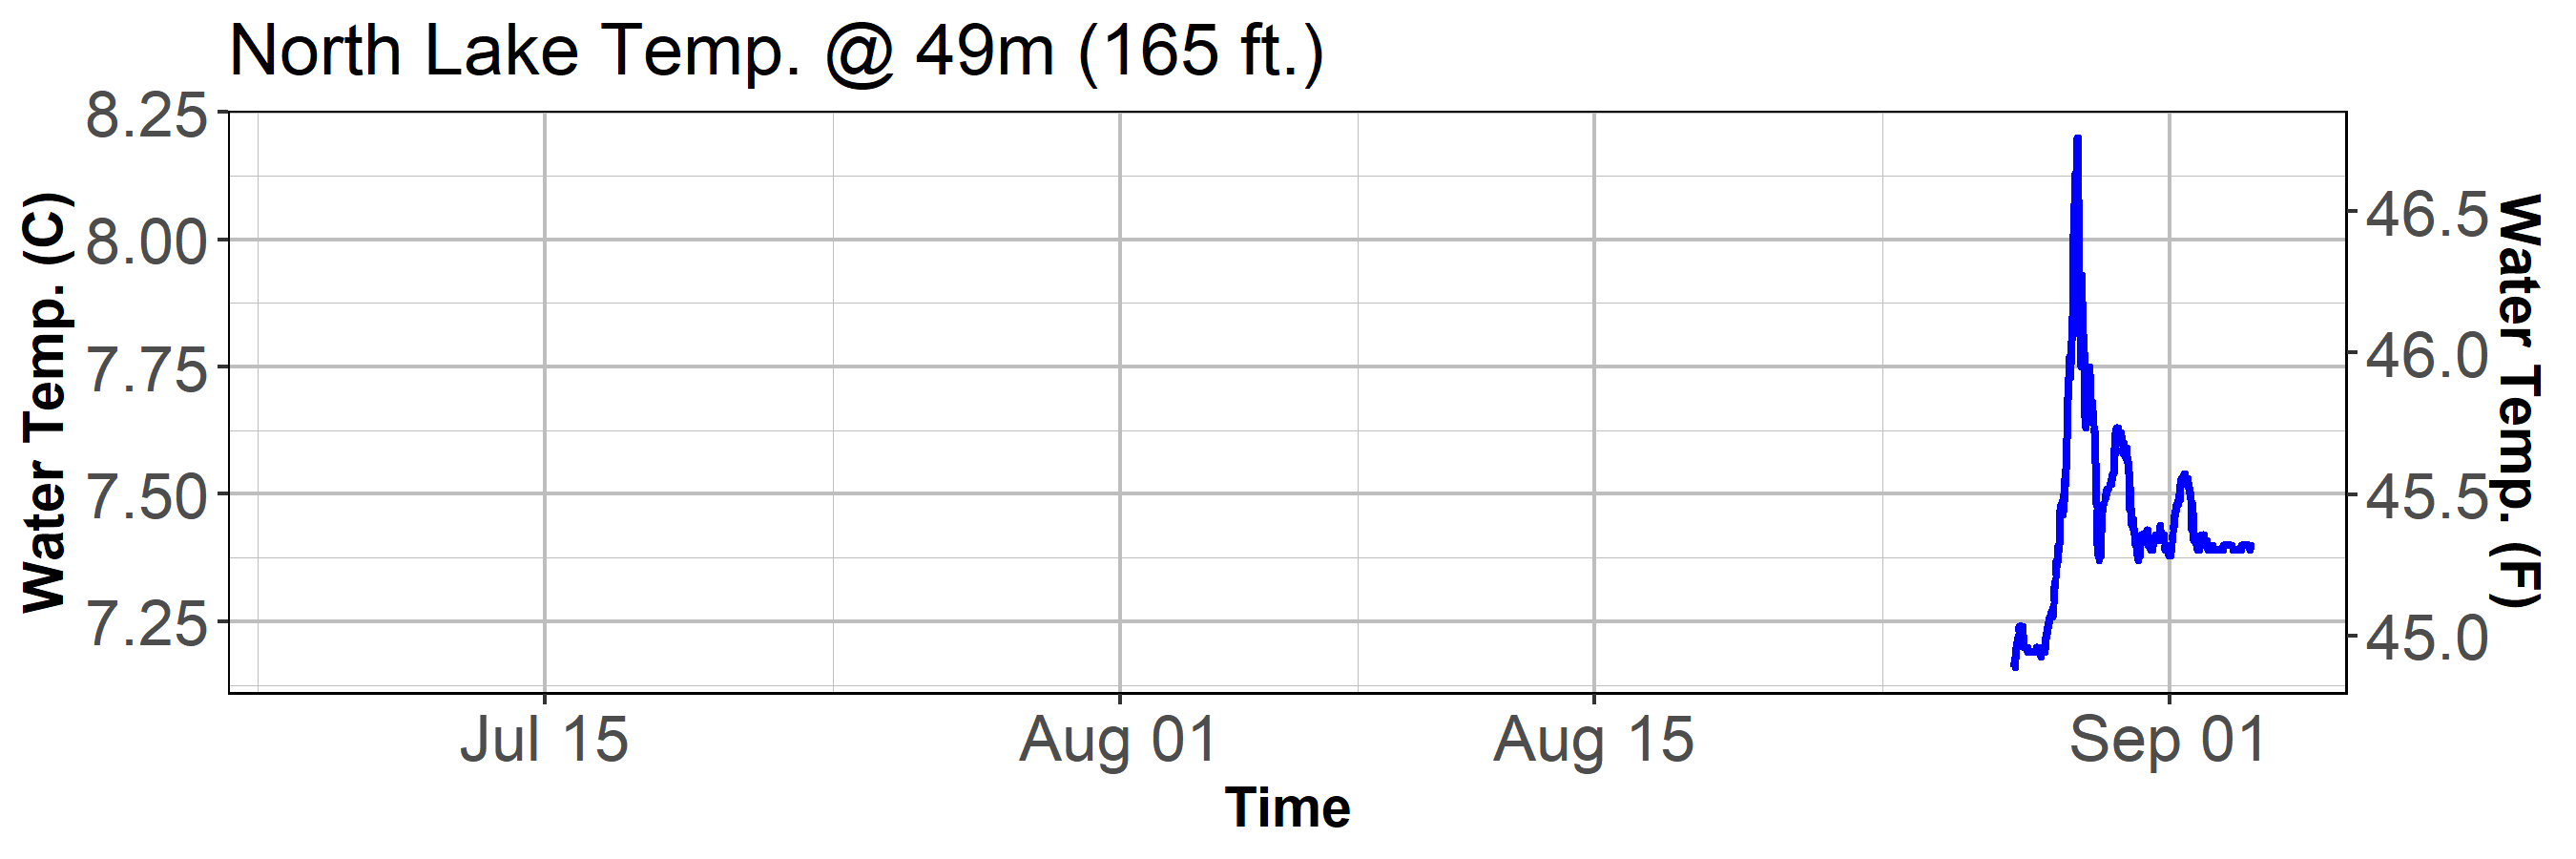 North Lake Temp. @ 49m (165 ft.)
Water Temp. (C)
8.25
8.00
7.75
7.50
7.25
46.5
46.0
45.5
45.0
Water Temp. (F)
Jul 15 Aug 01 Aug 15 Sep 01
Time